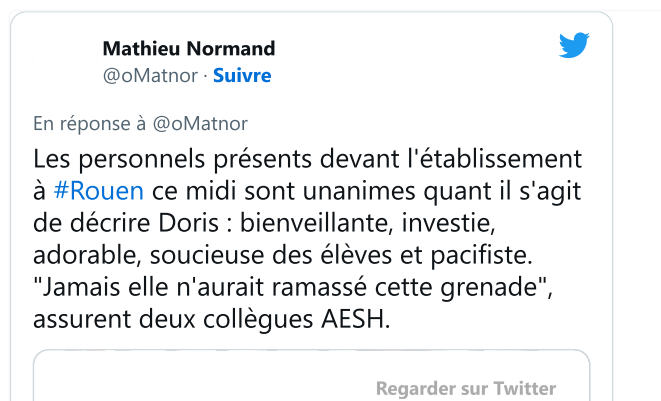 Mathieu Normand
@oMatnor · Suivre
En réponse à @oMatnor
Les personnels présents devant l'établissement
à #Rouen ce midi sont unanimes quant il s'agit
de décrire Doris : bienveillante, investie,
adorable, soucieuse des élèves et pacifiste.
"Jamais elle n'aurait ramassé cette grenade",
assurent deux collègues AESH.
Regarder sur Twitter